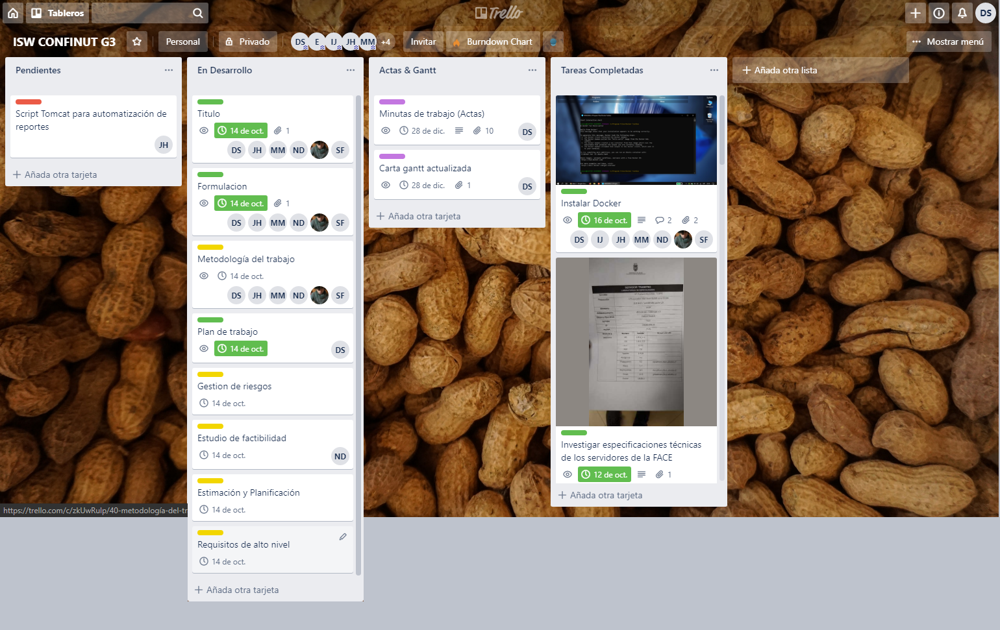 Tableros
Trello
DS
ISW CONFINUT G3
Personal
Privado
DS E IJ JH MM +4
Invitar
Burndown Chart
Mostrar menú
Pendientes
Script Tomcat para automatización de
reportes
JH
Añada otra tarjeta
En Desarrollo
Titulo
14 de oct. 1
DS JH MM ND SF
Formulacion
14 de oct. 1
DS JH MM ND SF
Metodología del trabajo
14 de oct.
DS JH MM ND SF
Plan de trabajo
14 de oct.
DS
Gestion de riesgos
14 de oct.
Estudio de factibilidad
14 de oct.
ND
Estimación y Planificación
14 de oct.
Requisitos de alto nivel
14 de oct.
Añada otra tarjeta
Actas & Gantt
Minutas de trabajo (Actas)
28 de dic. 10
DS
Carta gantt actualizada
28 de dic. 1
DS
Añada otra tarjeta
Tareas Completadas
Instalar Docker
16 de oct. 2 2
DS IJ JH MM ND SF
Investigar especificaciones técnicas
de los servidores de la FACE
12 de oct. 1
Añada otra tarjeta
Añada otra lista
https://trello.com/c/zkUwRulp/40-metodología-del-tr